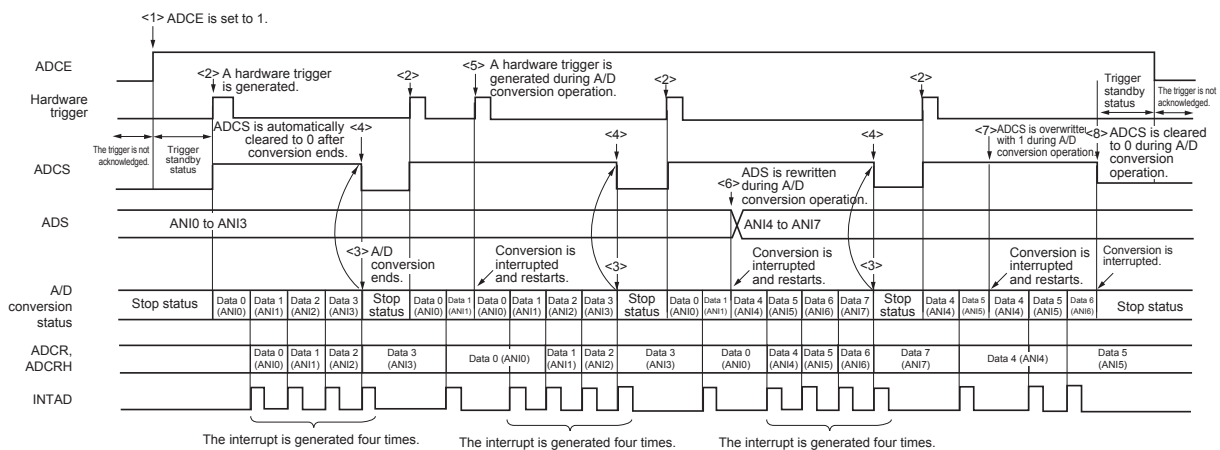 <1> ADCE is set to 1.
ADCE
<2> A hardware trigger
is generated.
<2>
<5> A hardware trigger is
generated during A/D
conversion operation.
<2>
<2>
Trigger
standby
status
The trigger is not
acknowledged.
Hardware
trigger
The trigger is not
acknowledged.
Trigger
standby
status
ADCS is automatically
cleared to 0 after
conversion ends.
<4>
<4>
<4>
<7> ADCS is overwritten
with 1 during A/D
conversion operation.
<8> ADCS is cleared
to 0 during A/D
conversion
operation.
ADCS
<6> ADS is rewritten
during A/D
conversion operation.
ADS
ANI0 to ANI3
ANI4 to ANI7
<3> A/D
conversion
ends.
Conversion is
interrupted
and restarts.
<3>
Conversion is
interrupted
and restarts.
<3>
Conversion is
interrupted
and restarts.
Conversion is
interrupted.
A/D
conversion
status
Stop status
Data 0 (ANI0)
Data 1 (ANI1)
Data 2 (ANI2)
Data 3 (ANI3)
Stop status
Data 0 (ANI0)
Data 1 (ANI1)
Data 0 (ANI0)
Data 1 (ANI1)
Data 2 (ANI2)
Data 3 (ANI3)
Stop status
Data 0 (ANI0)
Data 1 (ANI1)
Data 4 (ANI4)
Data 5 (ANI5)
Data 6 (ANI6)
Data 7 (ANI7)
Stop status
Data 4 (ANI4)
Data 5 (ANI5)
Data 4 (ANI4)
Data 5 (ANI5)
Data 6 (ANI6)
Stop status
ADCR,
ADCRH
Data 0 (ANI0)
Data 1 (ANI1)
Data 2 (ANI2)
Data 3 (ANI3)
Data 0 (ANI0)
Data 1 (ANI1)
Data 2 (ANI2)
Data 3 (ANI3)
Data 0 (ANI0)
Data 4 (ANI4)
Data 5 (ANI5)
Data 6 (ANI6)
Data 7 (ANI7)
Data 4 (ANI4)
Data 5 (ANI5)
INTAD
The interrupt is generated four times.
The interrupt is generated four times.
The interrupt is generated four times.